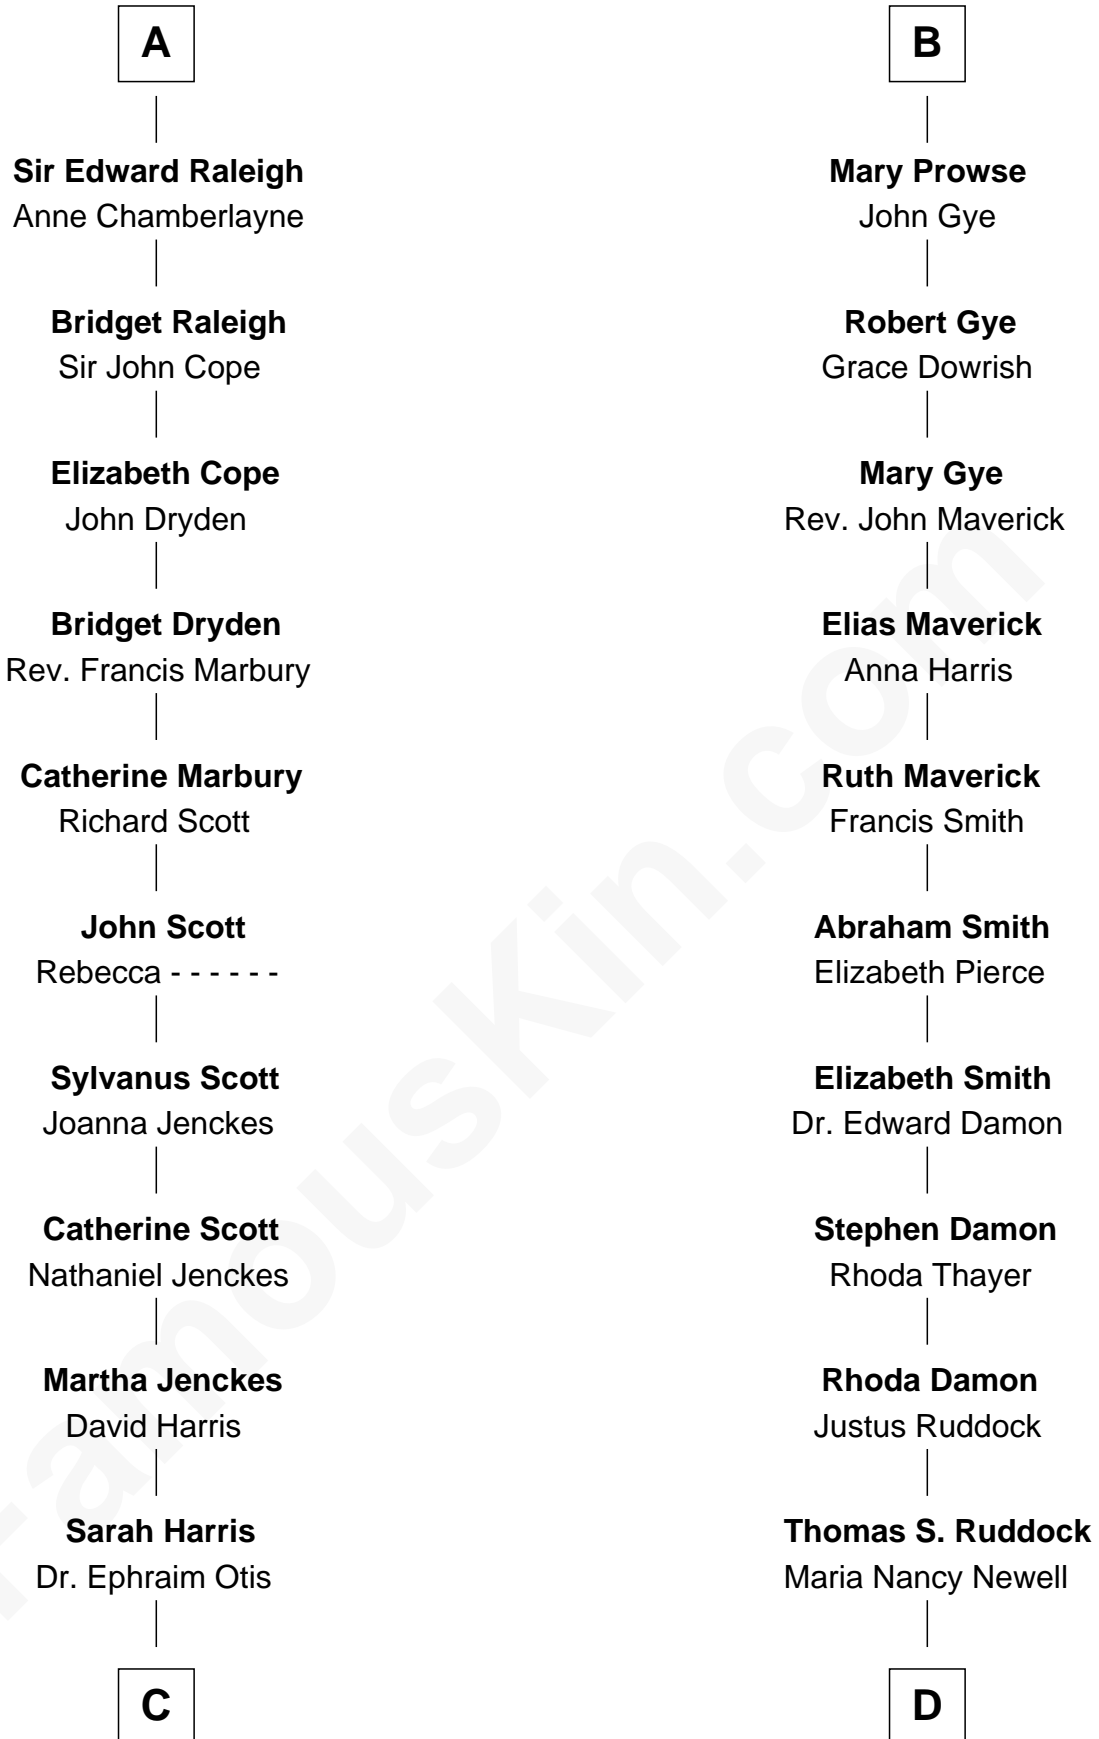 A
Sir Edward Raleigh
Anne Chamberlayne
Bridget Raleigh
Sir John Cope
Elizabeth Cope
John Dryden
Bridget Dryden
Rev. Francis Marbury
Catherine Marbury
Richard Scott
John Scott
Rebecca - - - - - -
Sylvanus Scott
Joanna Jenckes
Catherine Scott
Nathaniel Jenckes
Martha Jenckes
David Harris
Sarah Harris
Dr. Ephraim Otis
C
B
Mary Prowse
John Gye
Robert Gye
Grace Dowrish
Mary Gye
Rev. John Maverick
Elias Maverick
Anna Harris
Ruth Maverick
Francis Smith
Abraham Smith
Elizabeth Pierce
Elizabeth Smith
Dr. Edward Damon
Stephen Damon
Rhoda Thayer
Rhoda Damon
Justus Ruddock
Thomas S. Ruddock
Maria Nancy Newell
D
FamousKin.com